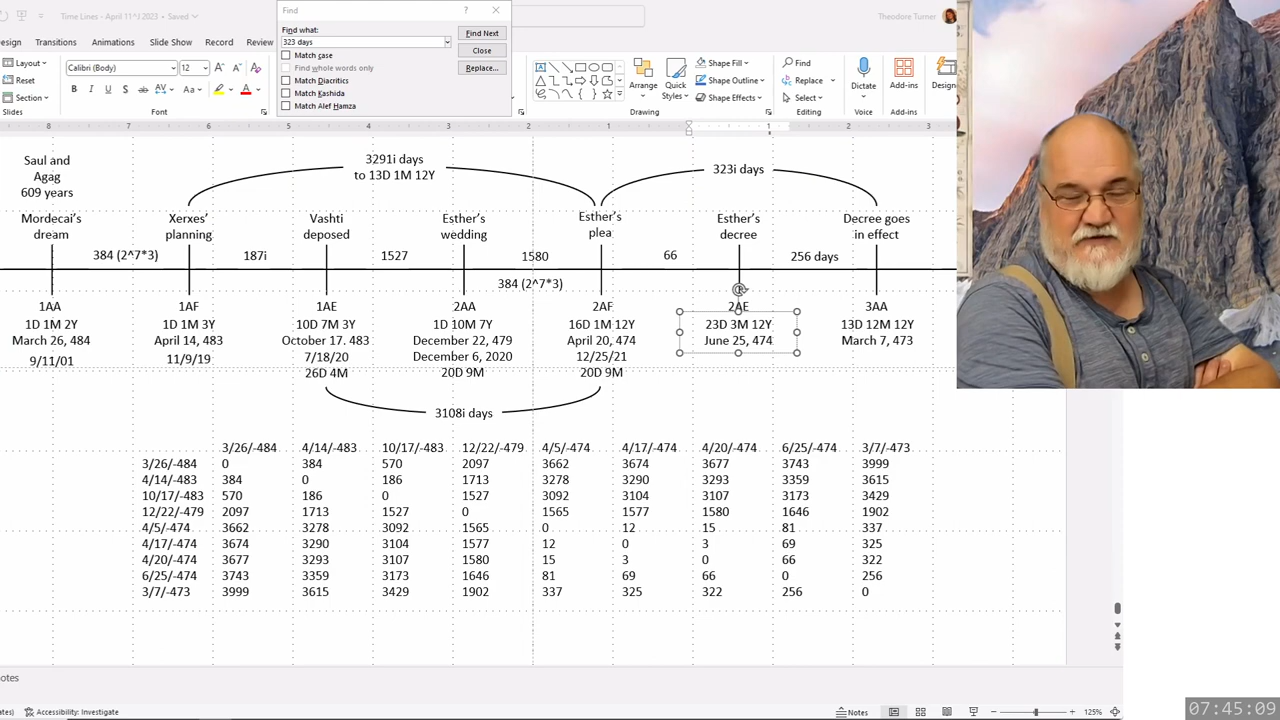 Time Lines - April 11^J 2023 • Saved
Theodore Turner
Find
?
Find what:
323 days
Find Next
Close
Replace...
Match case
Find whole words only
Match Diacritics
Match Kashida
Match Alef Hamza
Transitions
Animations
Slide Show
Record
Review
Layout
Reset
Section
Slides
Calibri (Body)
12
Font
Arrange
Quick Styles
Shape Fill
Shape Outline
Shape Effects
Drawing
Find
Replace
Select
Editing
Dictate
Voice
Add-ins
Add-ins
Design
8 7 6 5 4 3 2 1 0 1 2 3
Saul and Agag 609 years
3291i days
to 13D 1M 12Y
323i days
Mordecai's dream
Xerxes' planning
Vashti deposed
Esther's wedding
Esther's plea
Esther's decree
Decree goes in effect
384 (2^7*3)
187i
1527
1580
66
256 days
384 (2^7*3)
1AA
1D 1M 2Y
March 26, 484
9/11/01
1AF
1D 1M 3Y
April 14, 483
11/9/19
1AE
10D 7M 3Y
October 17. 483
7/18/20
26D 4M
2AA
1D 10M 7Y
December 22, 479
December 6, 2020
20D 9M
2AF
16D 1M 12Y
April 20, 474
12/25/21
20D 9M
2AE
23D 3M 12Y
June 25, 474
3AA
13D 12M 12Y
March 7, 473
3108i days
3/26/-484 4/14/-483 10/17/-483 12/22/-479 4/5/-474 4/17/-474 4/20/-474 6/25/-474 3/7/-473
3/26/-484 0 384 570 2097 3662 3674 3677 3743 3999
4/14/-483 384 0 186 1713 3278 3290 3293 3359 3615
10/17/-483 570 186 0 1527 3092 3104 3107 3173 3429
12/22/-479 2097 1713 1527 0 1565 1577 1580 1646 1902
4/5/-474 3662 3278 3092 1565 0 12 15 81 337
4/17/-474 3674 3290 3104 1577 12 0 3 69 325
4/20/-474 3677 3293 3107 1580 15 3 0 66 322
6/25/-474 3743 3359 3173 1646 81 69 66 0 256
3/7/-473 3999 3615 3429 1902 337 325 322 256 0
Accessibility: Investigate
Notes
125%
07:45:09